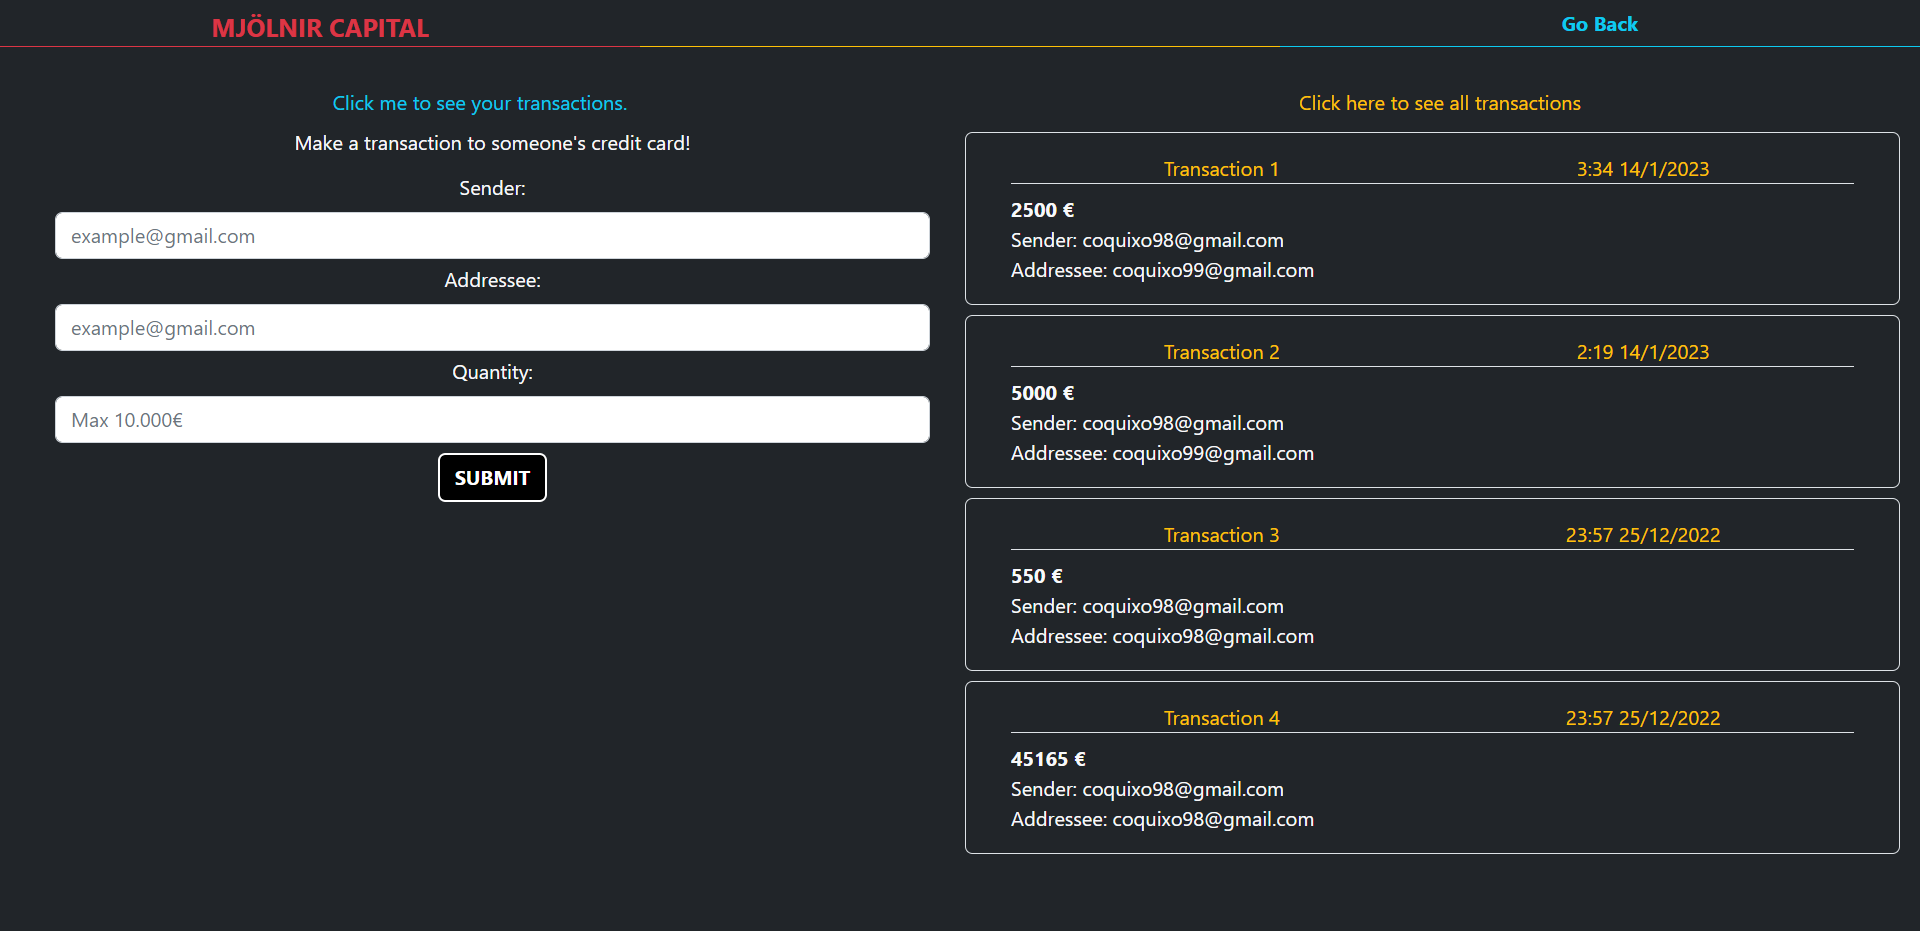 MJÖLNIR CAPITAL
Go Back
Click me to see your transactions.
Make a transaction to someone's credit card!
Sender:
example@gmail.com
Addressee:
example@gmail.com
Quantity:
Max 10.000€
SUBMIT
Click here to see all transactions
Transaction 1 3:34 14/1/2023
2500 €
Sender: coquixo98@gmail.com
Addressee: coquixo99@gmail.com
Transaction 2 2:19 14/1/2023
5000 €
Sender: coquixo98@gmail.com
Addressee: coquixo99@gmail.com
Transaction 3 23:57 25/12/2022
550 €
Sender: coquixo98@gmail.com
Addressee: coquixo98@gmail.com
Transaction 4 23:57 25/12/2022
45165 €
Sender: coquixo98@gmail.com
Addressee: coquixo98@gmail.com